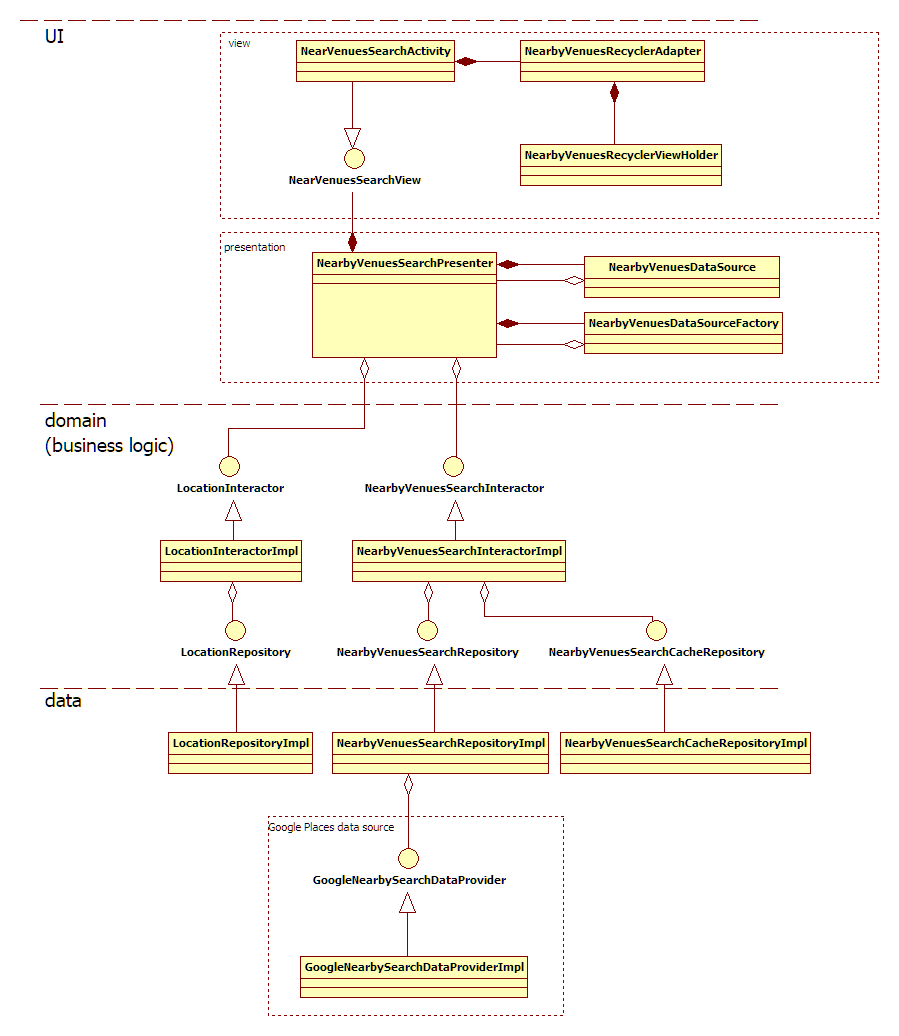 UI
view
NearVenuesSearchActivity
NearbyVenuesRecyclerAdapter
NearbyVenuesRecyclerViewHolder
NearVenuesSearchView
presentation
NearbyVenuesSearchPresenter
NearbyVenuesDataSource
NearbyVenuesDataSourceFactory
domain
(business logic)
LocationInteractor
NearbyVenuesSearchInteractor
LocationInteractorImpl
NearbyVenuesSearchInteractorImpl
LocationRepository
NearbyVenuesSearchRepository
NearbyVenuesSearchCacheRepository
data
LocationRepositoryImpl
NearbyVenuesSearchRepositoryImpl
NearbyVenuesSearchCacheRepositoryImpl
Google Places data source
GoogleNearbySearchDataProvider
GoogleNearbySearchDataProviderImpl